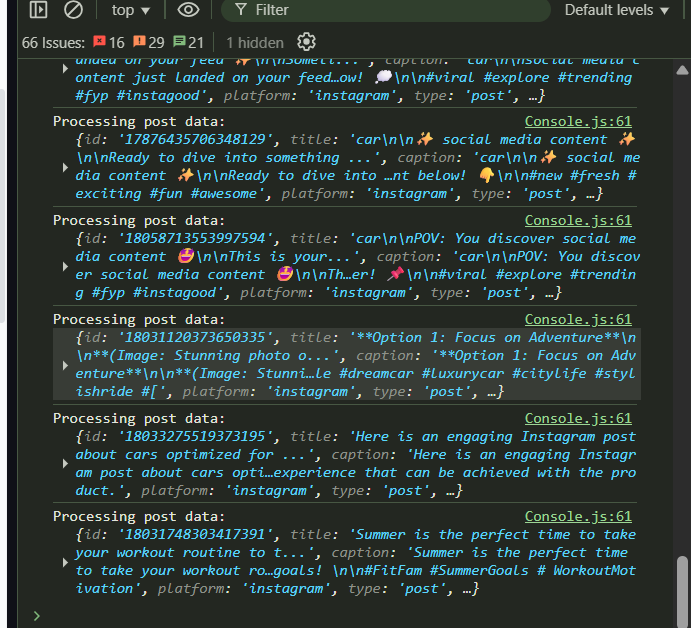 top ▼ Filter Default levels ▼
66 Issues: 16 29 21 1 hidden
'car\n\nsocial media c
ontent just landed on your feed…ow! 💭\n\n#viral #explore #trending
#fyp #instagood', platform: 'instagram', type: 'post', …}
Processing post data: Console.js:61
{id: '17876435706348129', title: 'car\n\n✨ social media content ✨
\n\nReady to dive into something ...', caption: 'car\n\n✨ social me
dia content ✨\n\nReady to dive into …nt below! 👇\n\n#new #fresh #
exciting #fun #awesome', platform: 'instagram', type: 'post', …}
Processing post data: Console.js:61
{id: '18058713553997594', title: 'car\n\nPOV: You discover social me
dia content 🤩\n\nThis is your...', caption: 'car\n\nPOV: You discov
er social media content 🤩\n\nTh…er! 📌\n\n#viral #explore #trendin
g #fyp #instagood', platform: 'instagram', type: 'post', …}
Processing post data: Console.js:61
{id: '18031120373650335', title: '**Option 1: Focus on Adventure**\n
\n**(Image: Stunning photo o...', caption: '**Option 1: Focus on Adv
enture**\n\n**(Image: Stunni…le #dreamcar #luxurycar #citylife #styl
ishride #[', platform: 'instagram', type: 'post', …}
Processing post data: Console.js:61
{id: '18033275519373195', title: 'Here is an engaging Instagram post
about cars optimized for ...', caption: 'Here is an engaging Instagr
am post about cars opti…experience that can be achieved with the pro
duct.', platform: 'instagram', type: 'post', …}
Processing post data: Console.js:61
{id: '18031748303417391', title: 'Summer is the perfect time to take
your workout routine to t...', caption: 'Summer is the perfect time
to take your workout ro…goals! \n\n#FitFam #SummerGoals # WorkoutMot
ivation', platform: 'instagram', type: 'post', …}